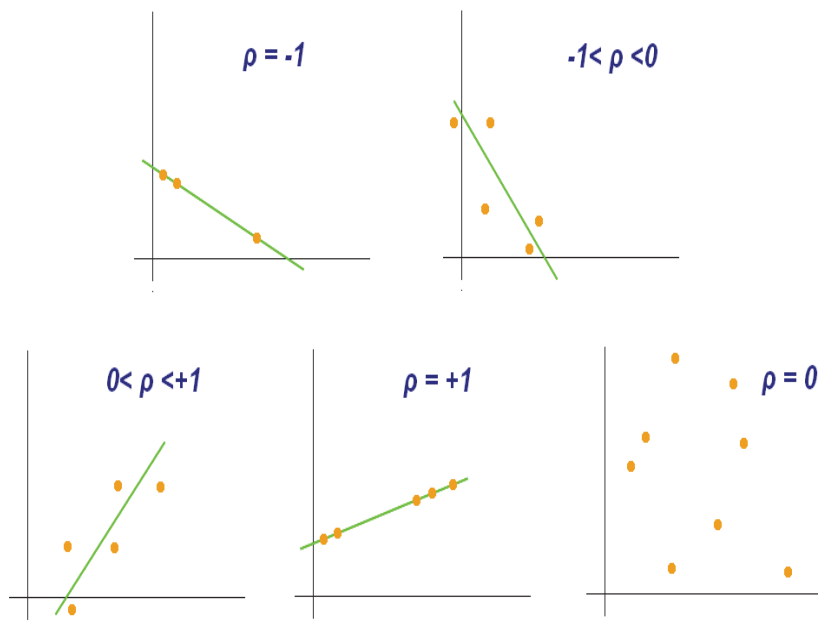 ρ = -1
-1< ρ <0
0< ρ <+1
ρ = +1
ρ = 0